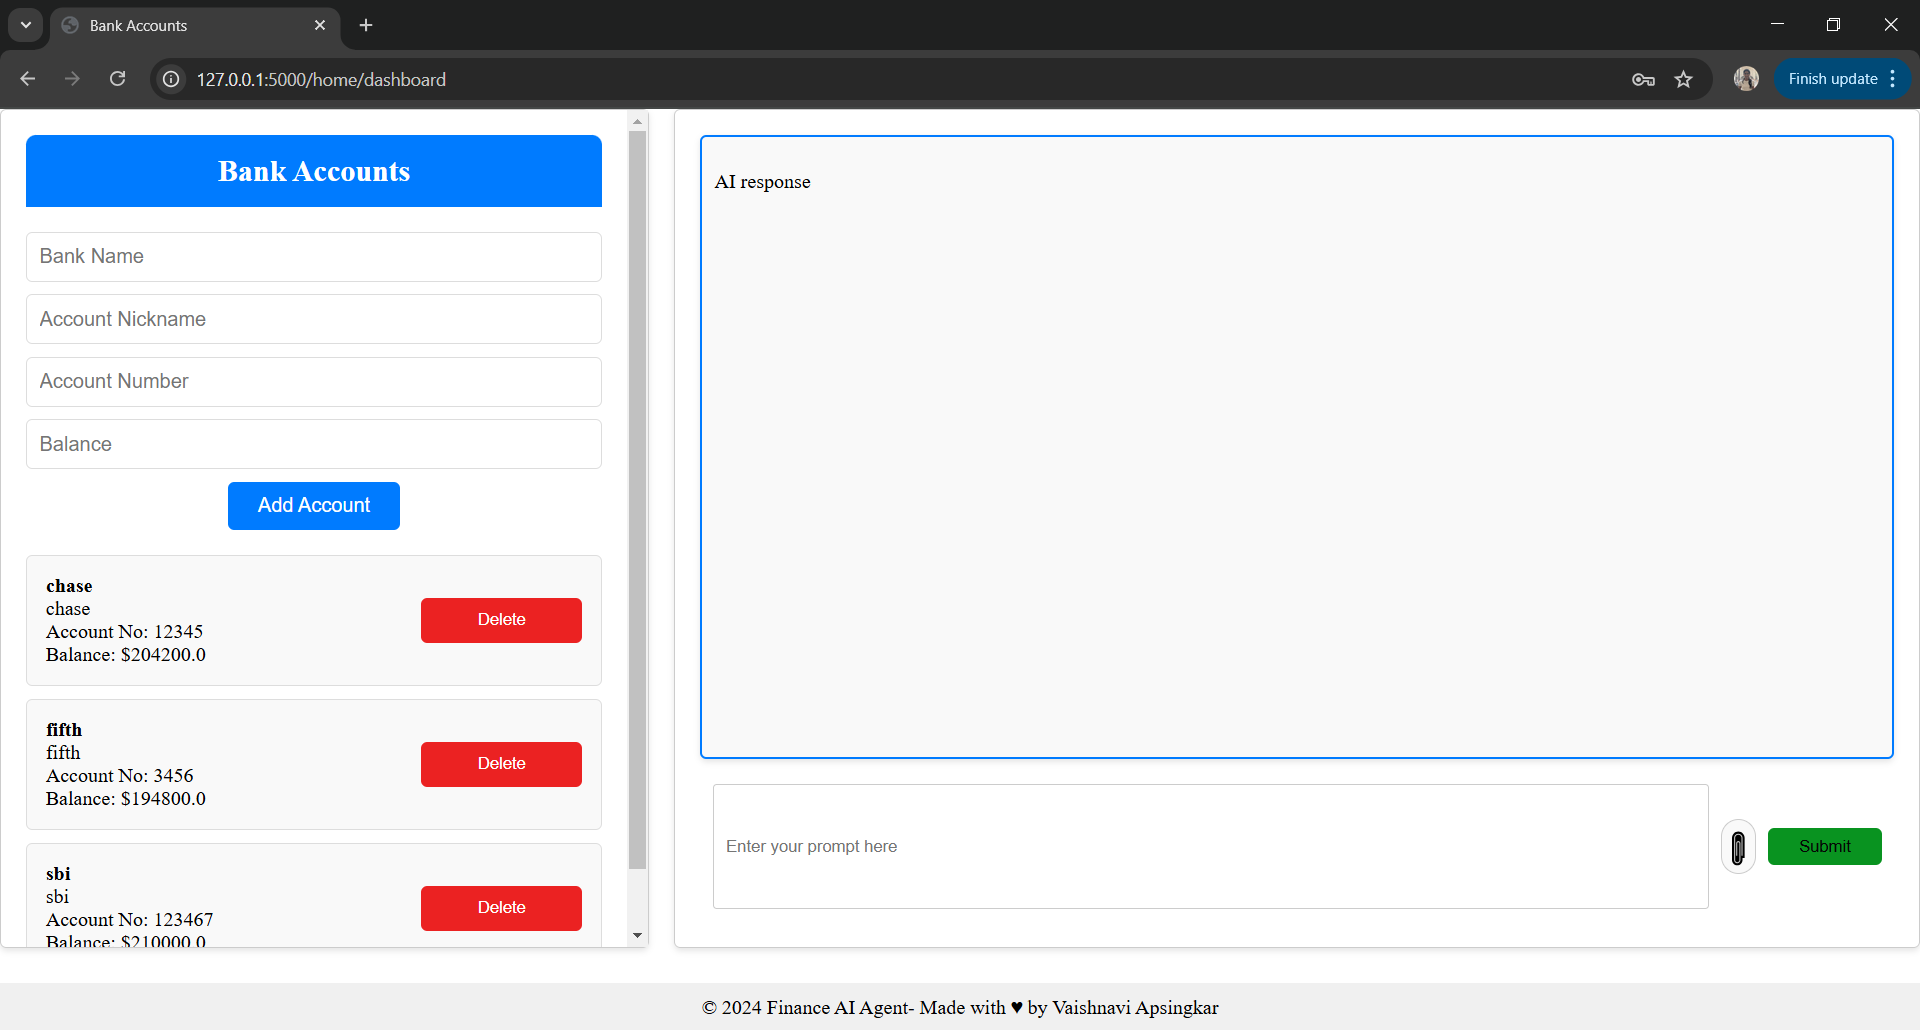 Bank Accounts
127.0.0.1:5000/home/dashboard
Finish update
Bank Accounts
Bank Name
Account Nickname
Account Number
Balance
Add Account
chase
chase
Account No: 12345
Balance: $204200.0
Delete
fifth
fifth
Account No: 3456
Balance: $194800.0
Delete
sbi
sbi
Account No: 123467
Balance: $210000.0
Delete
AI response
Enter your prompt here
Submit
© 2024 Finance AI Agent- Made with ♥ by Vaishnavi Apsingkar